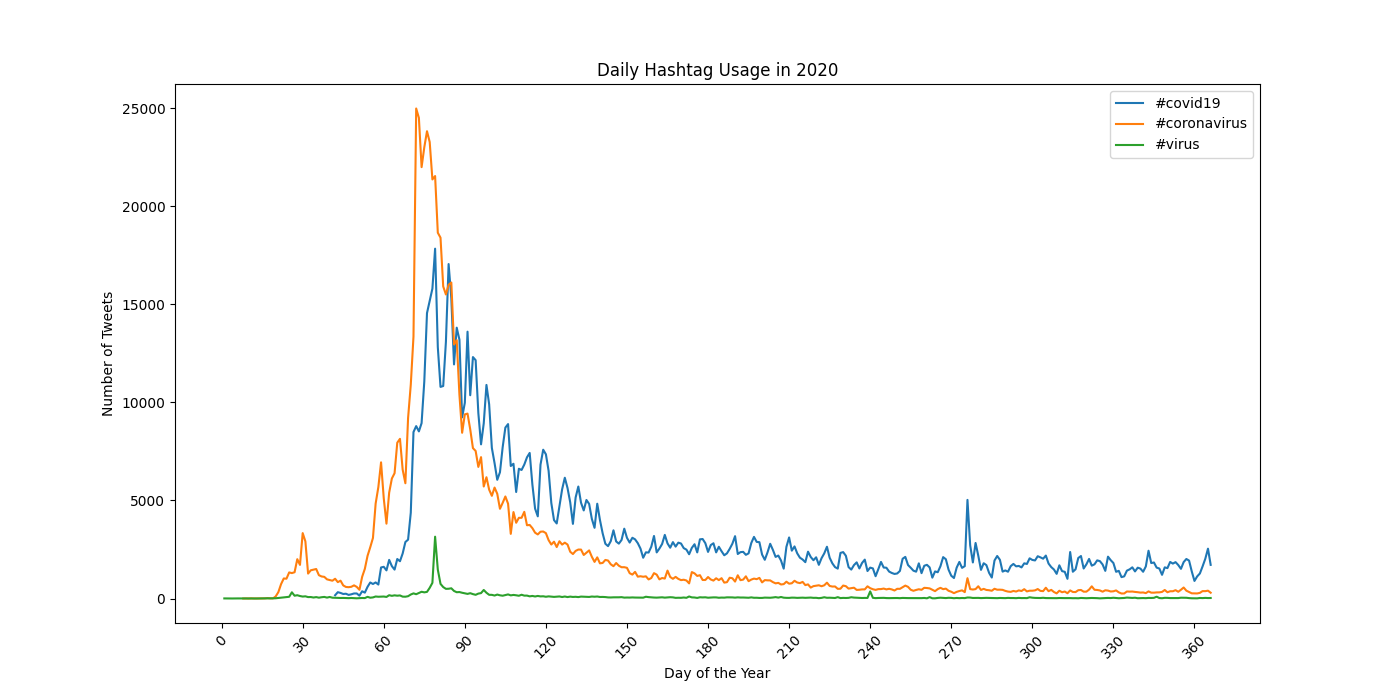 Daily Hashtag Usage in 2020
#covid19
#coronavirus
#virus
25000
20000
15000
10000
5000
0
Number of Tweets
0 30 60 90 120 150 180 210 240 270 300 330 360
Day of the Year